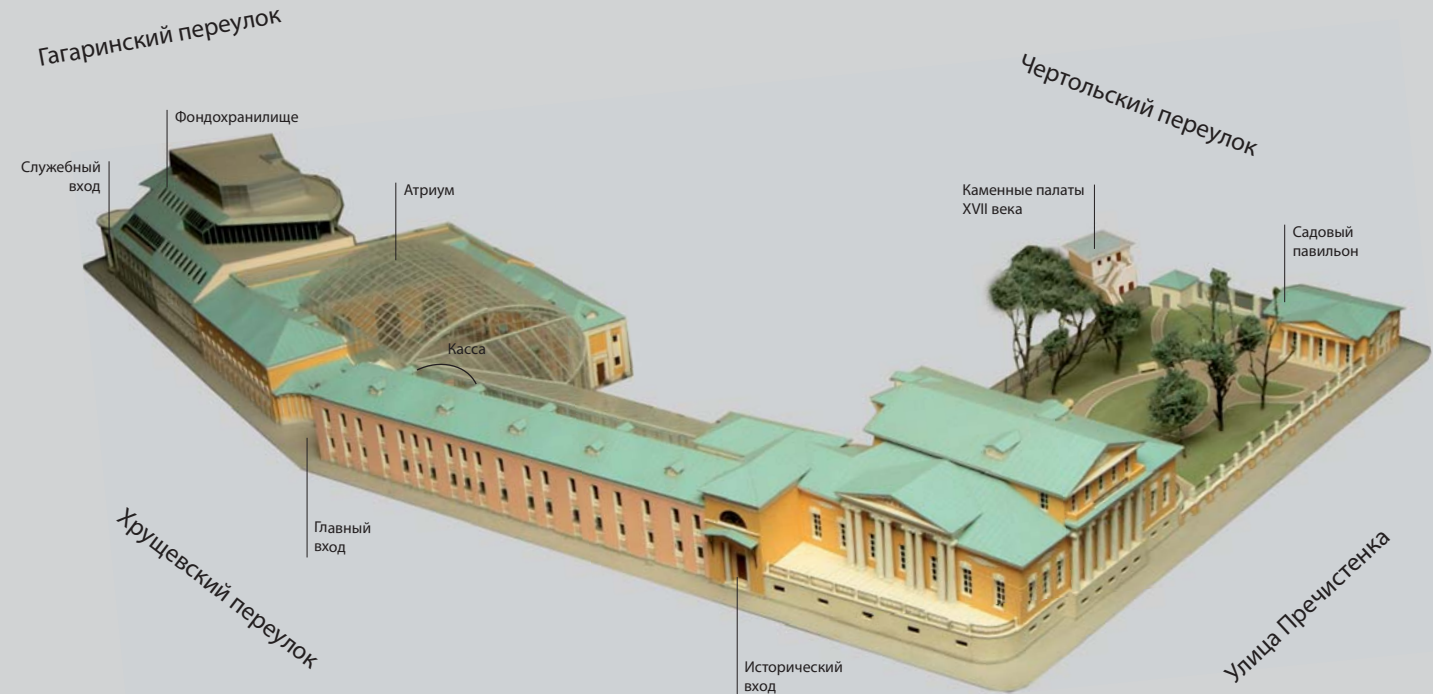 Гагаринский переулок
Чертольский переулок
Фондохранилище
Служебный
вход
Атриум
Каменные палаты
XVII века
Садовый
павильон
Касса
Главный
вход
Хрущевский переулок
Улица Пречистенка
Исторический
вход